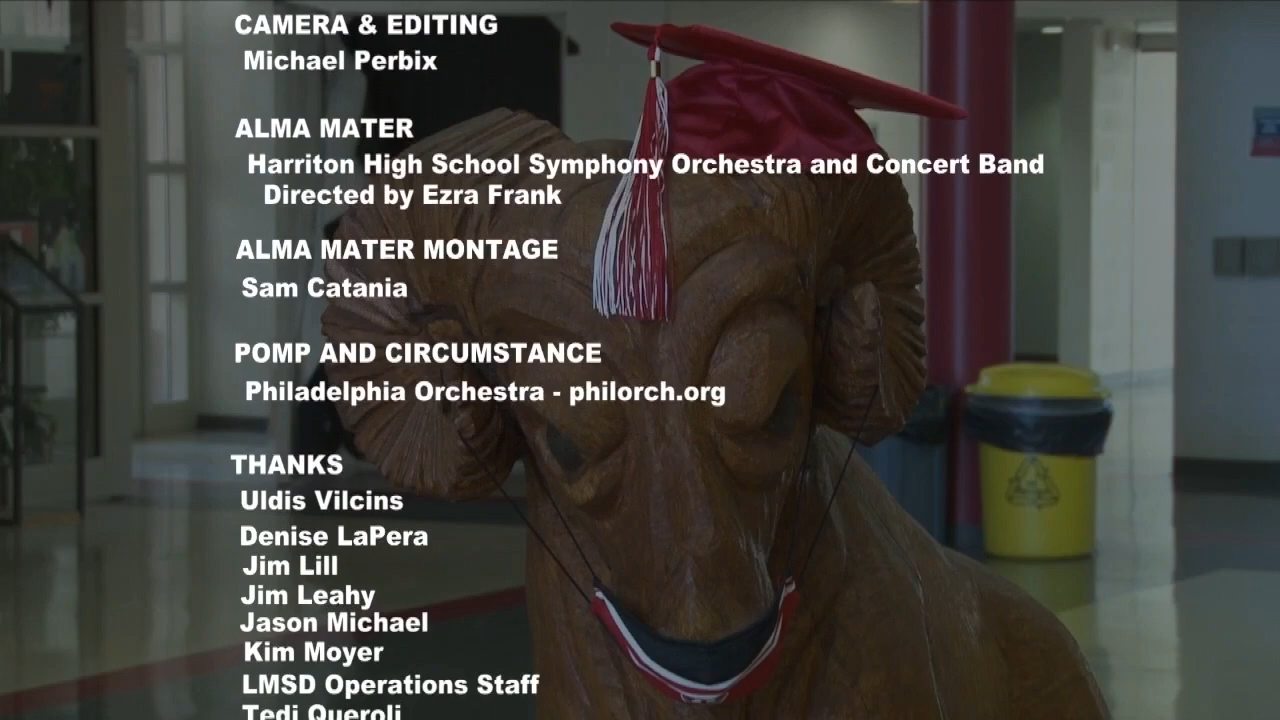 CAMERA & EDITING
Michael Perbix
ALMA MATER
Harriton High School Symphony Orchestra and Concert Band
Directed by Ezra Frank
ALMA MATER MONTAGE
Sam Catania
POMP AND CIRCUMSTANCE
Philadelphia Orchestra - philorch.org
THANKS
Uldis Vilcins
Denise LaPera
Jim Lill
Jim Leahy
Jason Michael
Kim Moyer
LMSD Operations Staff
Tedi Queroli